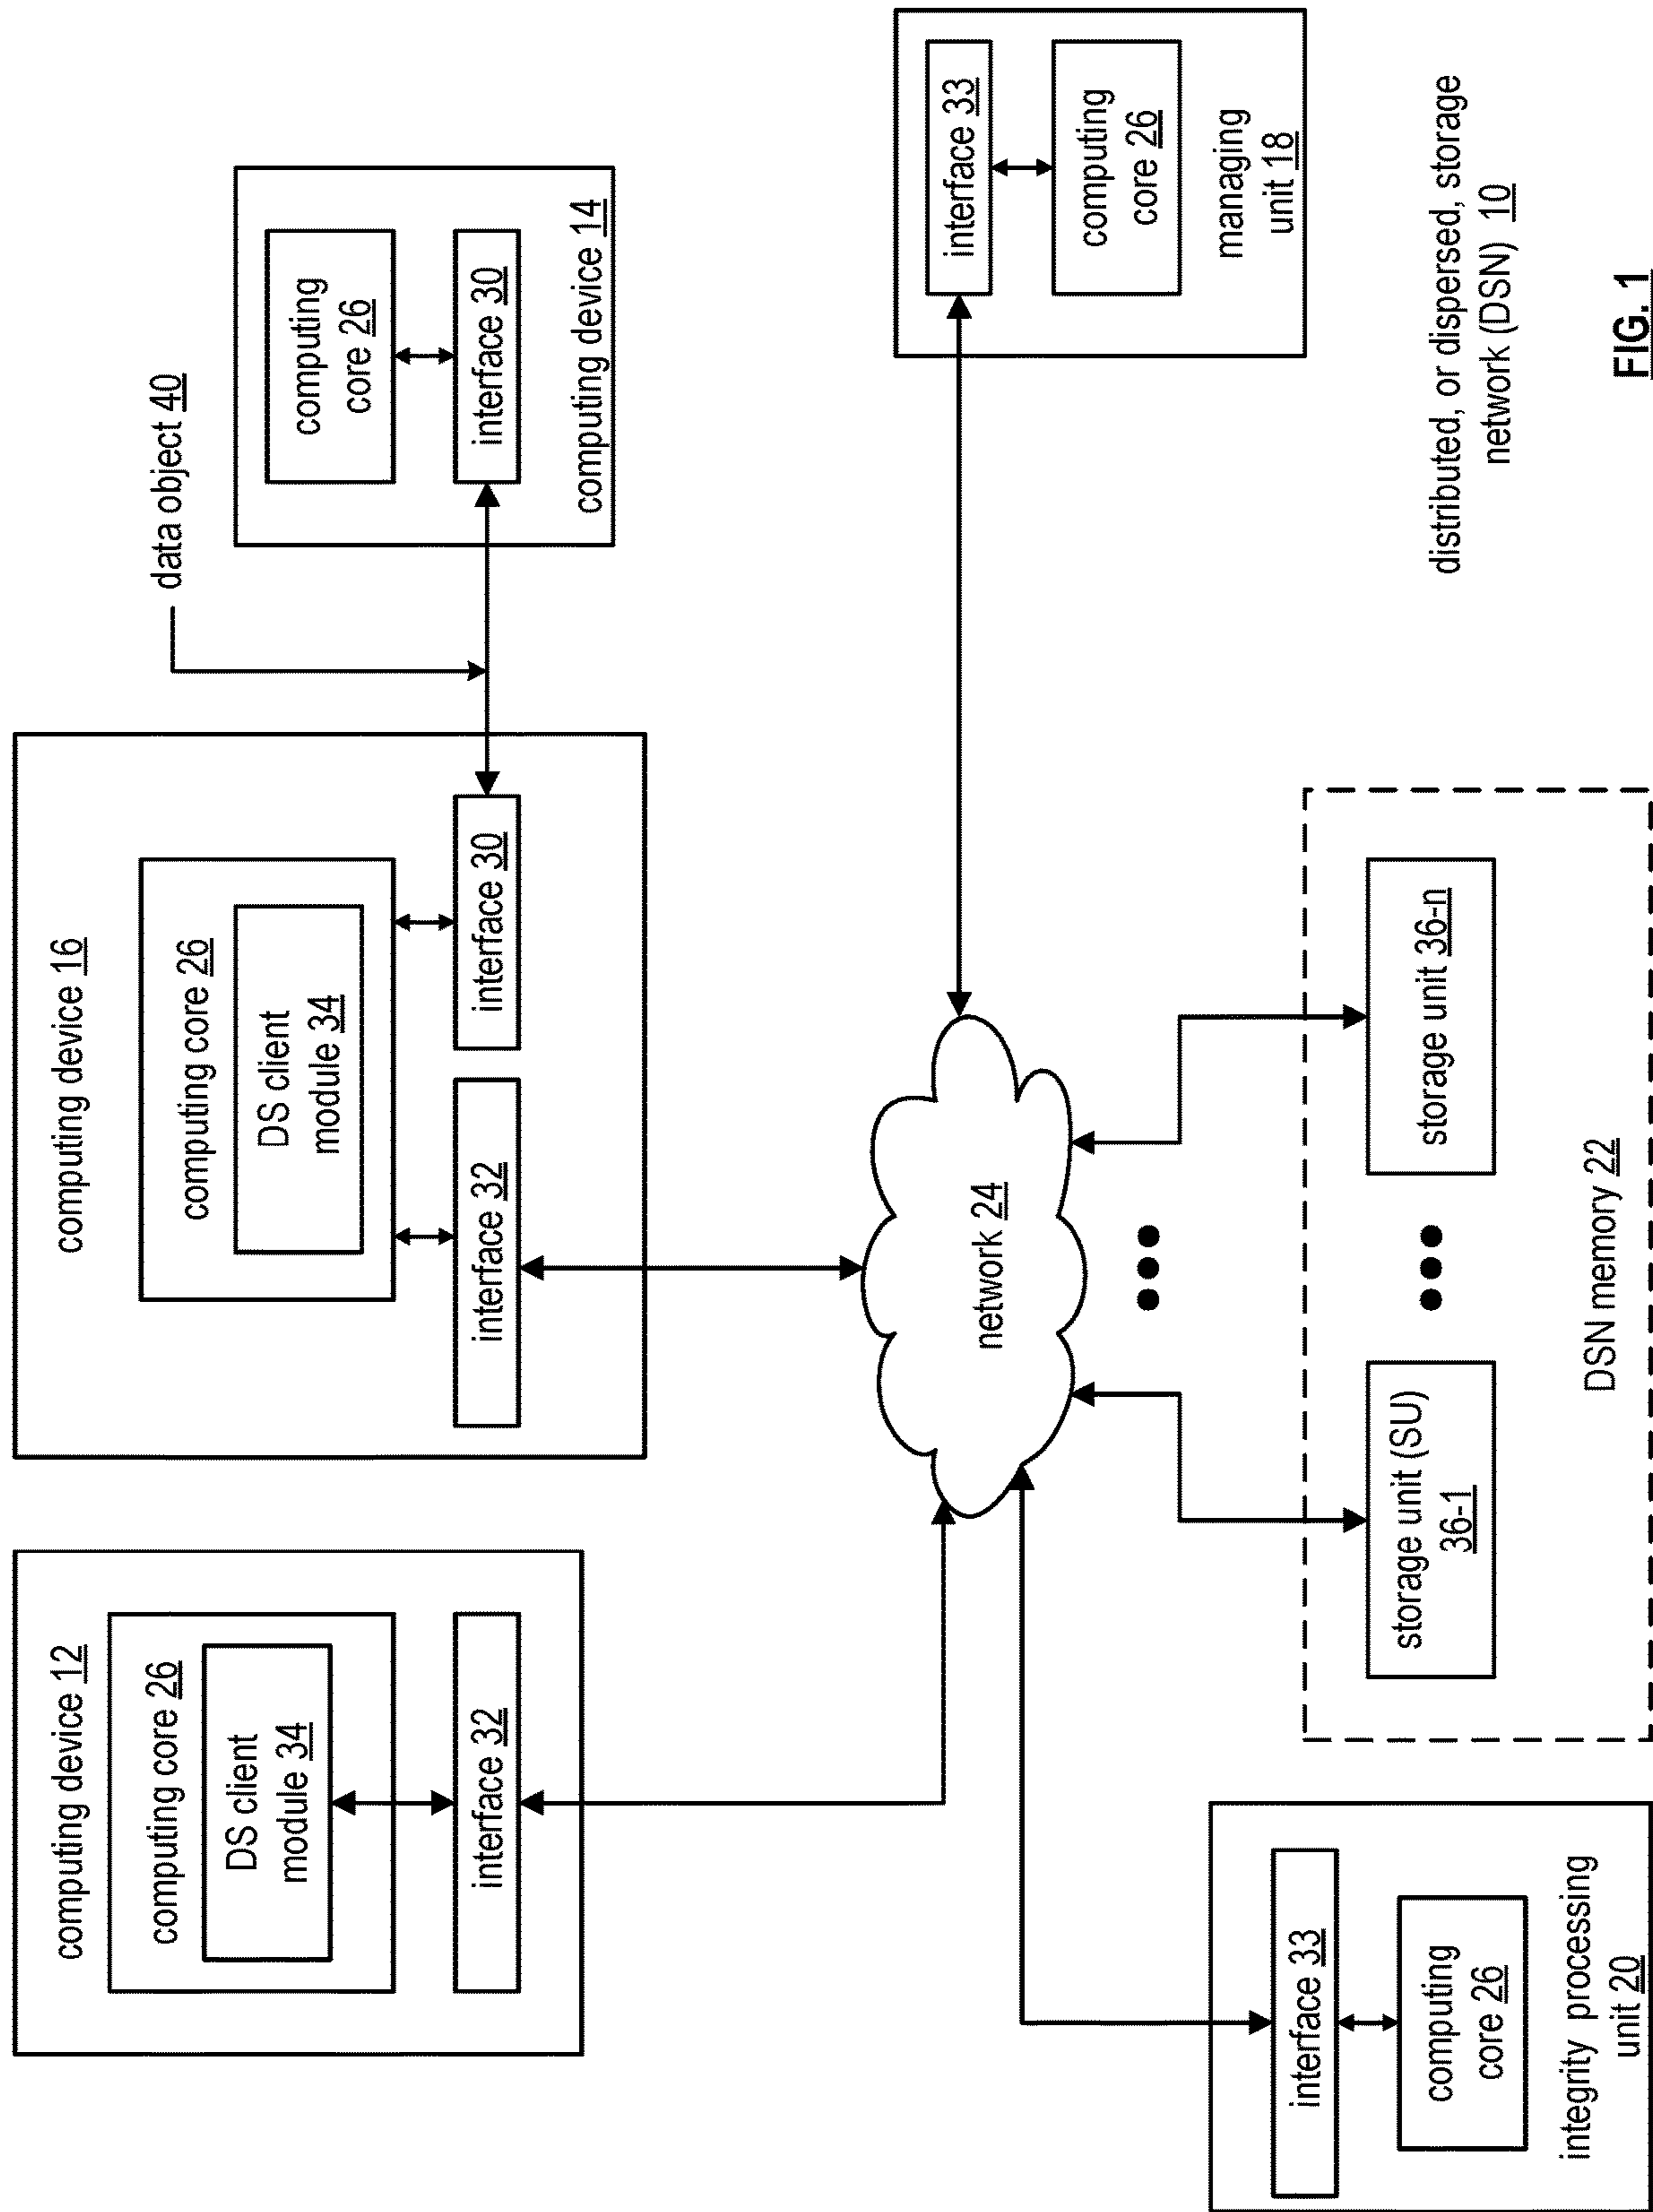 computing device 12
computing core 26
DS client
module 34
interface 32
computing device 16
computing core 26
DS client
module 34
interface 32
interface 30
data object 40
computing
core 26
interface 30
computing device 14
network 24
interface 33
computing
core 26
managing
unit 18
interface 33
computing
core 26
integrity processing
unit 20
storage unit (SU)
36-1
storage unit 36-n
DSN memory 22
distributed, or dispersed, storage
network (DSN) 10
FIG. 1